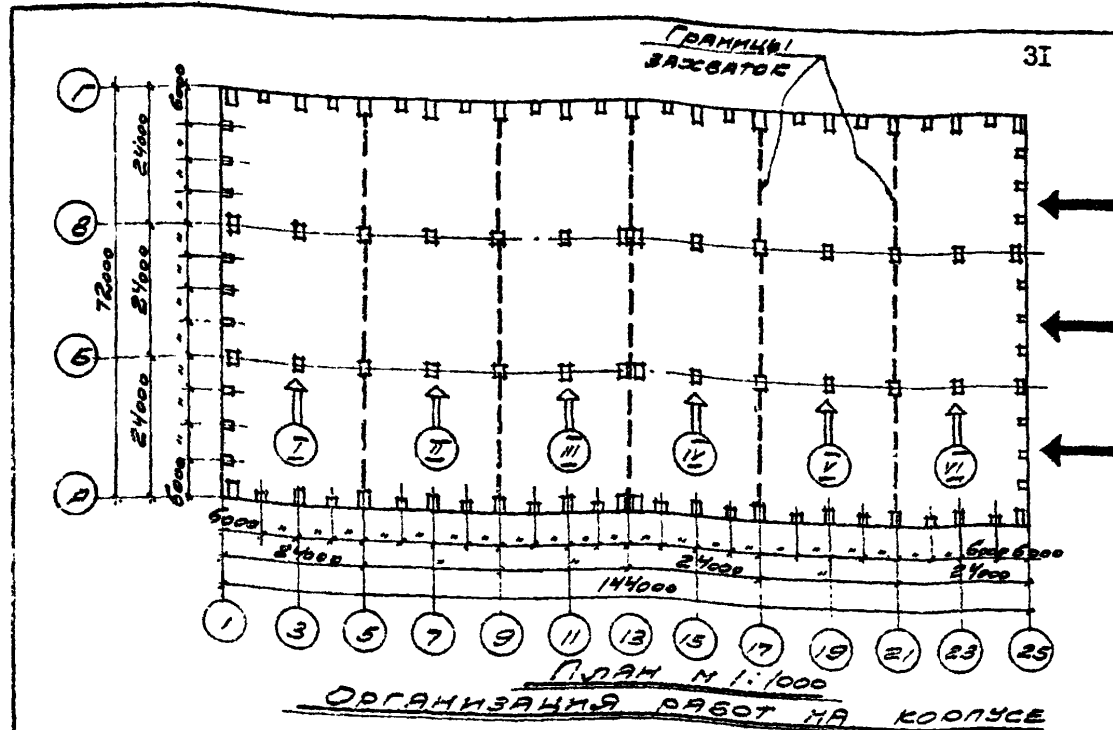 Границы
захваток
31
Г
В
Б
А
6000
24000
24000
24000
72000
6000
I II III IV V VI
6000 " " " " " " 6000 6000
24000 " " 24000 " 24000
144000
1 3 5 7 9 11 13 15 17 19 21 23 25
План М 1:1000
Организация работ на корпусе